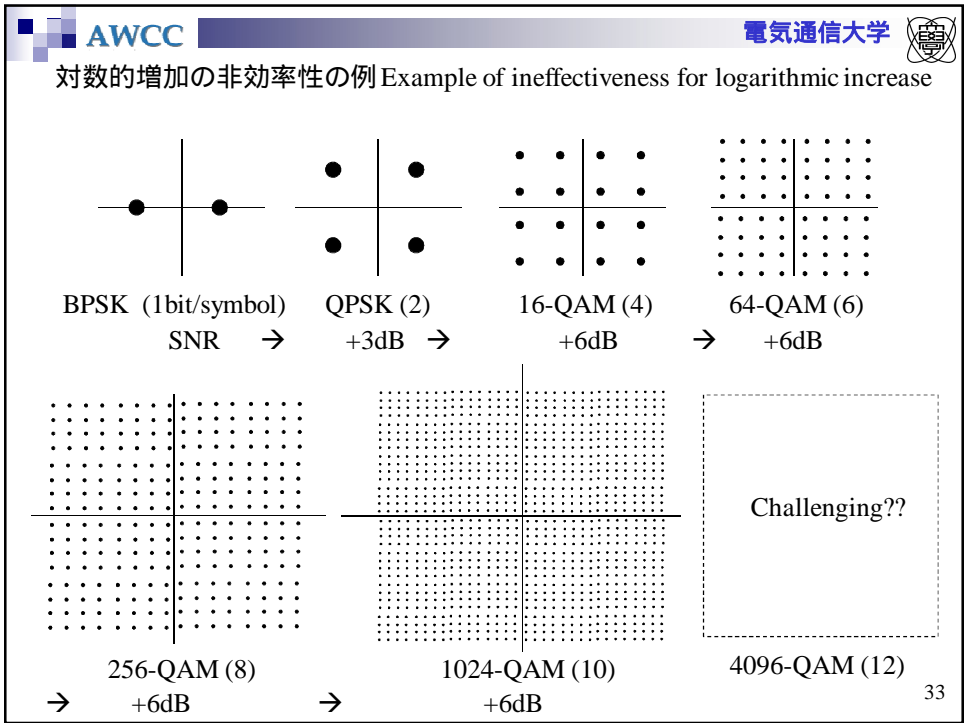 AWCC
電気通信大学
対数的増加の非効率性の例 Example of ineffectiveness for logarithmic increase
BPSK (1bit/symbol) QPSK (2) 16-QAM (4) 64-QAM (6)
SNR → +3dB → +6dB → +6dB
Challenging??
256-QAM (8) 1024-QAM (10) 4096-QAM (12)
→ +6dB → +6dB
33